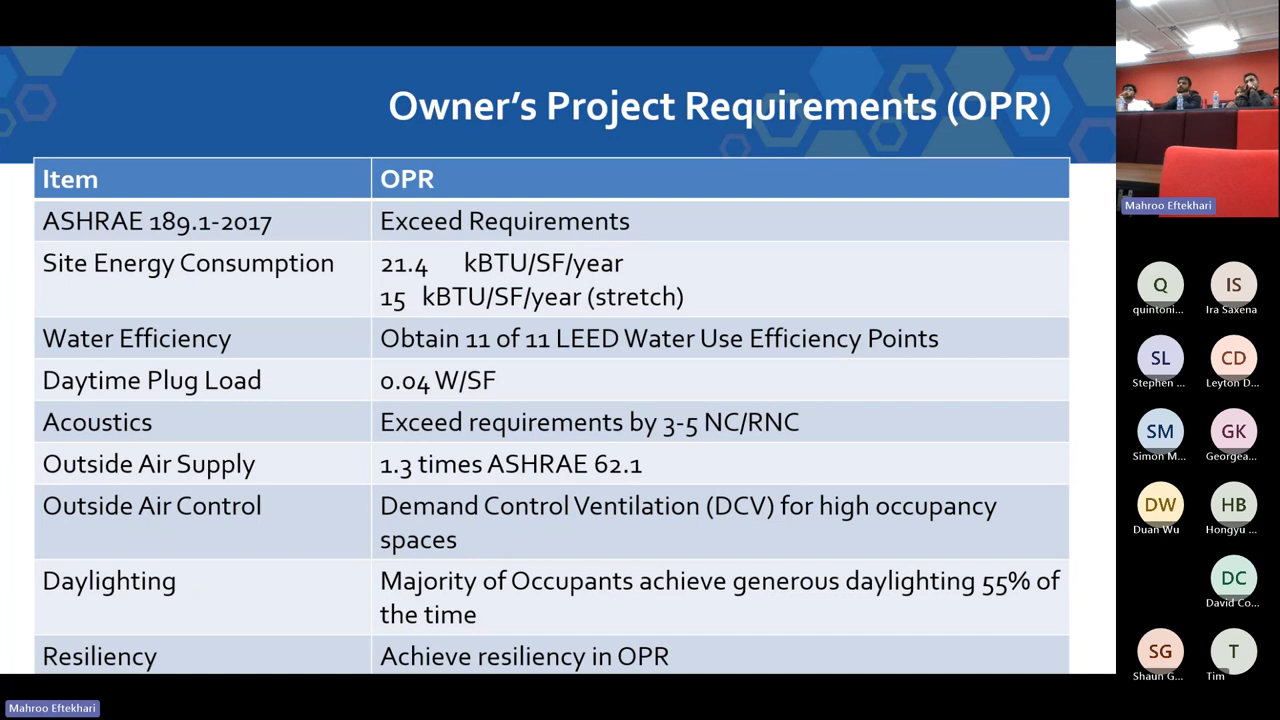 Owner's Project Requirements (OPR)
Item OPR
ASHRAE 189.1-2017 Exceed Requirements
Site Energy Consumption 21.4 kBTU/SF/year
15 kBTU/SF/year (stretch)
Water Efficiency Obtain 11 of 11 LEED Water Use Efficiency Points
Daytime Plug Load 0.04 W/SF
Acoustics Exceed requirements by 3-5 NC/RNC
Outside Air Supply 1.3 times ASHRAE 62.1
Outside Air Control Demand Control Ventilation (DCV) for high occupancy
spaces
Daylighting Majority of Occupants achieve generous daylighting 55% of
the time
Resiliency Achieve resiliency in OPR
Mahroo Eftekhari
Q IS
quintoni... Ira Saxena
SL CD
Stephen ... Leyton D...
SM GK
Simon M... Georgea...
DW HB
Duan Wu Hongyu ...
DC
David Co...
SG T
Shaun G... Tim
Mahroo Eftekhari